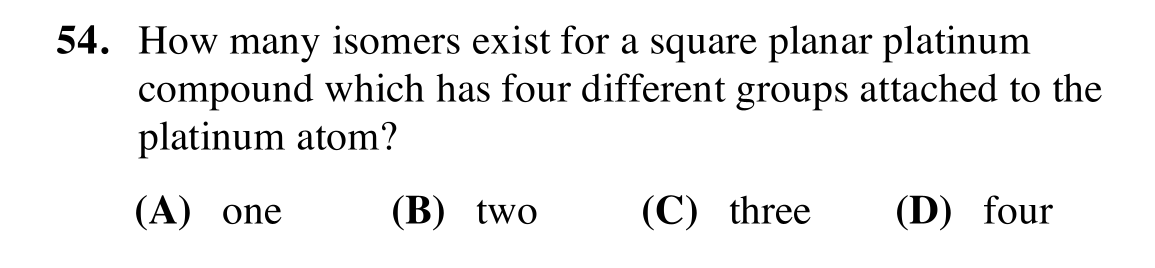 54. How many isomers exist for a square planar platinum
compound which has four different groups attached to the
platinum atom?
(A) one (B) two (C) three (D) four